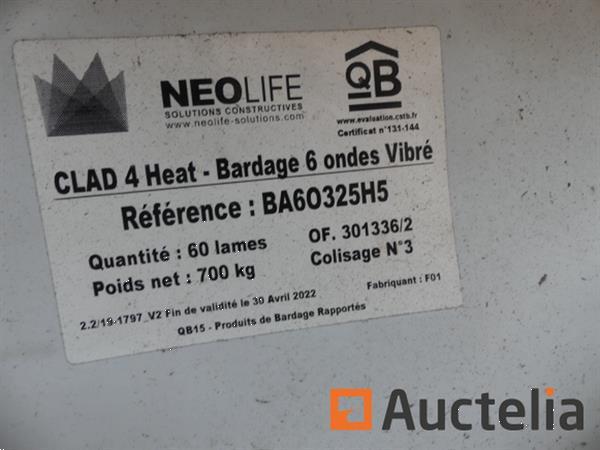 NEOLIFE
SOLUTIONS CONSTRUCTIVES
www.neolife-solutions.com
QB
www.evaluation.cstb.fr
Certificat n°131-144
CLAD 4 Heat - Bardage 6 ondes Vibré
Référence : BA6O325H5
Quantité : 60 lames
OF. 301336/2
Poids net : 700 kg
Colisage N°3
Fabriquant : F01
2.2/19-1797_V2 Fin de validité le 30 Avril 2022
QB15 - Produits de Bardage Rapportés
Auctelia